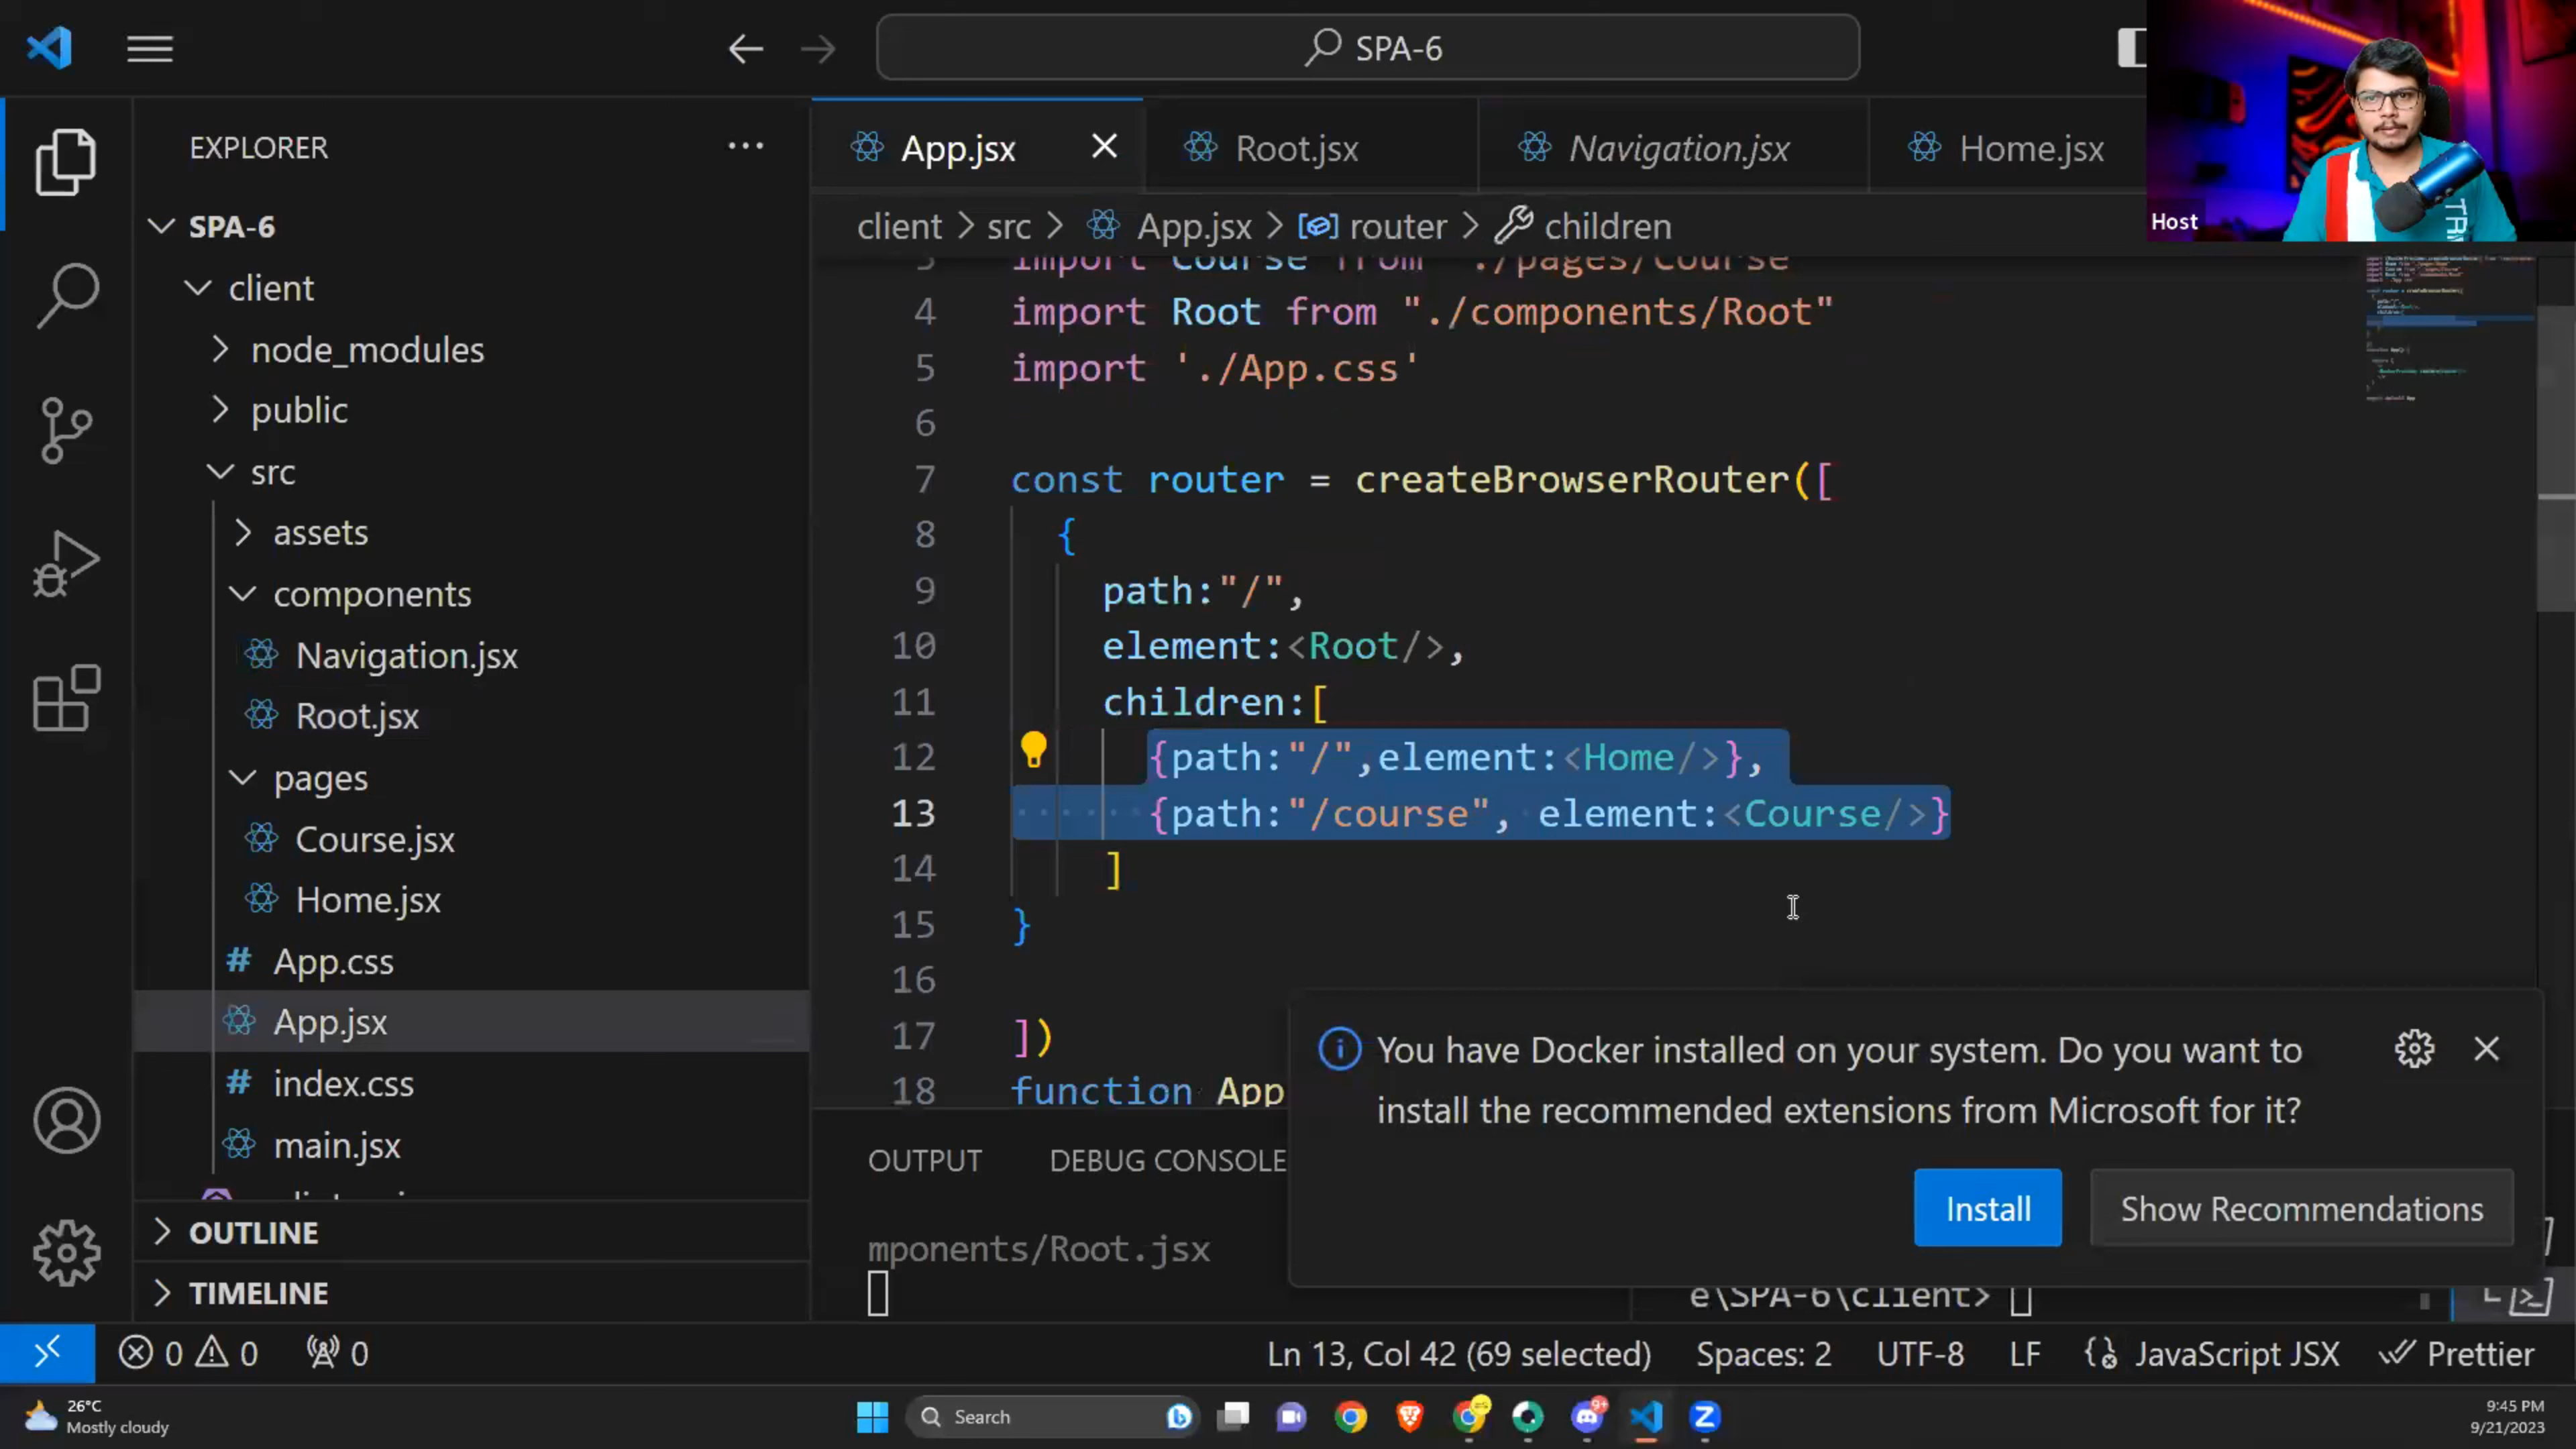 SPA-6
Host
EXPLORER
App.jsx
Root.jsx
Navigation.jsx
Home.jsx
client > src > App.jsx > router > children
SPA-6
client
node_modules
public
src
assets
components
Navigation.jsx
Root.jsx
pages
Course.jsx
Home.jsx
App.css
App.jsx
index.css
main.jsx
OUTLINE
TIMELINE
3 import Course from "./pages/Course"
4 import Root from "./components/Root"
5 import './App.css'
6
7 const router = createBrowserRouter([
8 {
9 path:"/",
10 element:<Root/>,
11 children:[
12 {path:"/",element:<Home/>},
13 {path:"/course", element:<Course/>}
14 ]
15 }
16
17 ])
18 function App
You have Docker installed on your system. Do you want to
install the recommended extensions from Microsoft for it?
Install
Show Recommendations
OUTPUT
DEBUG CONSOLE
mponents/Root.jsx
e\SPA-6\client>
0 0 0
Ln 13, Col 42 (69 selected)
Spaces: 2
UTF-8
LF
JavaScript JSX
Prettier
26°C
Mostly cloudy
Search
9+
9:45 PM
9/21/2023